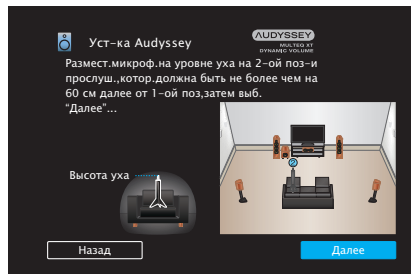 Уст-ка Audyssey
AUDYSSEY
MULTEQ XT
DYNAMIC VOLUME
Размест.микроф.на уровне уха на 2-ой поз-и
прослуш.,котор.должна быть не более чем на
60 см далее от 1-ой поз,затем выб.
“Далее”...
Высота уха
Назад
Далее